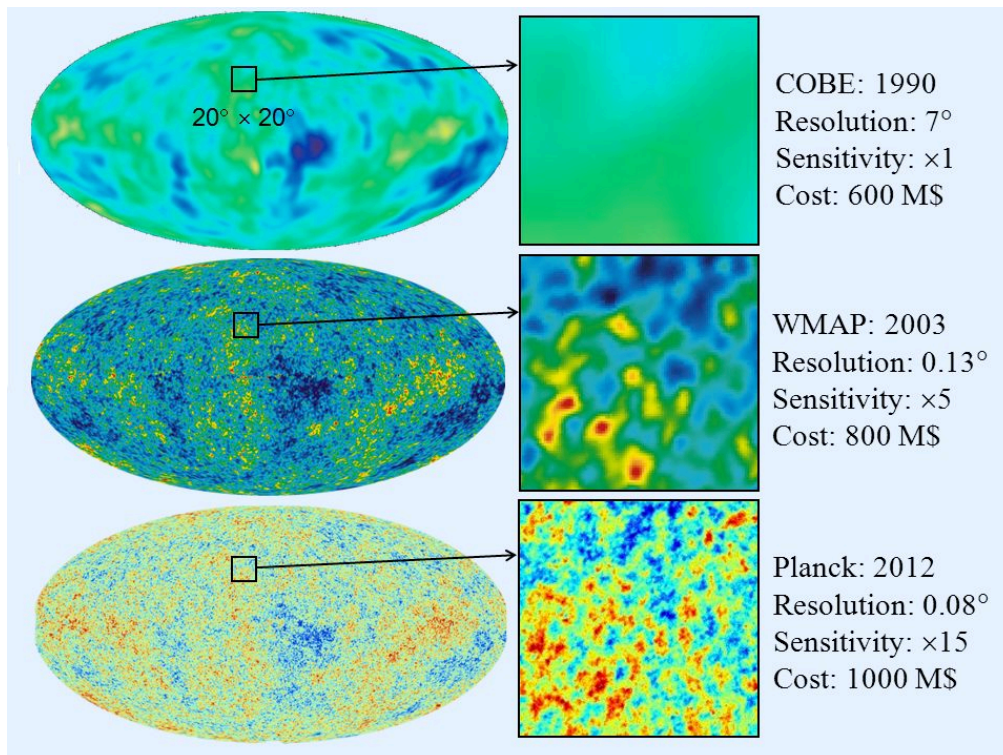 20° × 20°
COBE: 1990
Resolution: 7°
Sensitivity: ×1
Cost: 600 M$
WMAP: 2003
Resolution: 0.13°
Sensitivity: ×5
Cost: 800 M$
Planck: 2012
Resolution: 0.08°
Sensitivity: ×15
Cost: 1000 M$